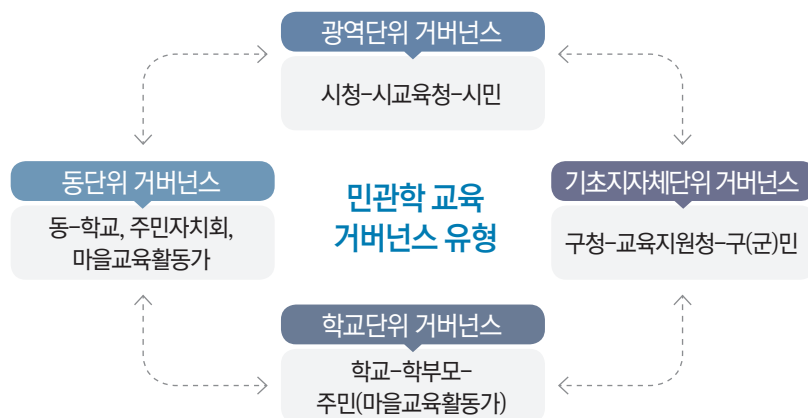 광역단위 거버넌스
시청-시교육청-시민
동단위 거버넌스
동-학교, 주민자치회,
마을교육활동가
민관학 교육
거버넌스 유형
기초지자체단위 거버넌스
구청-교육지원청-구(군)민
학교단위 거버넌스
학교-학부모-
주민(마을교육활동가)